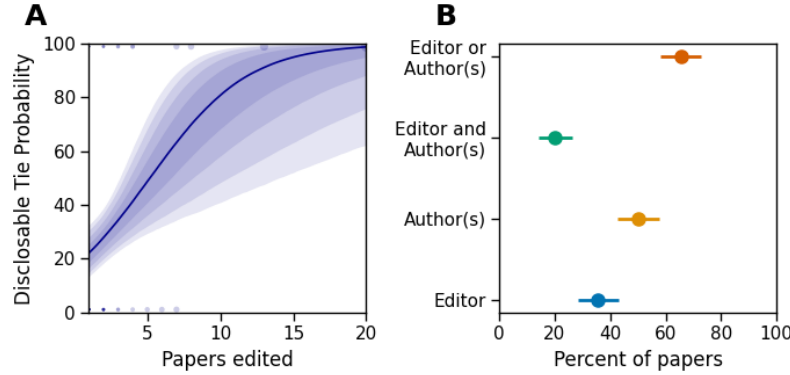 A
Disclosable Tie Probability
100
80
60
40
20
0
5
10
15
20
Papers edited
B
Editor or
Author(s)
Editor and
Author(s)
Author(s)
Editor
0
20
40
60
80
100
Percent of papers